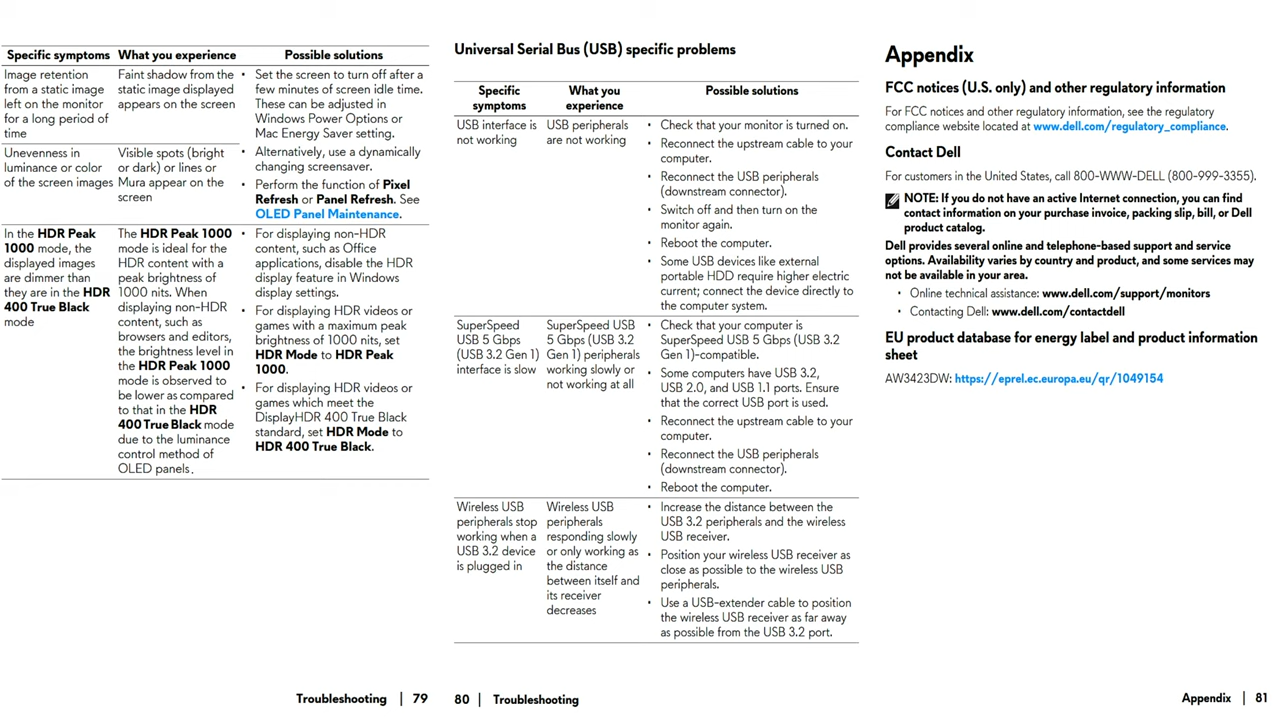 Specific symptoms What you experience Possible solutions
Image retention
from a static image
left on the monitor
for a long period of
time
Faint shadow from the
static image displayed
appears on the screen
• Set the screen to turn off after a
few minutes of screen idle time.
These can be adjusted in
Windows Power Options or
Mac Energy Saver setting.
• Alternatively, use a dynamically
changing screensaver.
• Perform the function of Pixel
Refresh or Panel Refresh. See
OLED Panel Maintenance.
Unevenness in
luminance or color
of the screen images
Visible spots (bright
or dark) or lines or
Mura appear on the
screen
In the HDR Peak
1000 mode, the
displayed images
are dimmer than
they are in the HDR
400 True Black
mode
The HDR Peak 1000
mode is ideal for the
HDR content with a
peak brightness of
1000 nits. When
displaying non-HDR
content, such as
browsers and editors,
the brightness level in
the HDR Peak 1000
mode is observed to
be lower as compared
to that in the HDR
400 True Black mode
due to the luminance
control method of
OLED panels.
• For displaying non-HDR
content, such as Office
applications, disable the HDR
display feature in Windows
display settings.
• For displaying HDR videos or
games with a maximum peak
brightness of 1000 nits, set
HDR Mode to HDR Peak
1000.
• For displaying HDR videos or
games which meet the
DisplayHDR 400 True Black
standard, set HDR Mode to
HDR 400 True Black.
Troubleshooting | 79
Universal Serial Bus (USB) specific problems
Specific
symptoms
What you
experience
Possible solutions
USB interface is
not working
USB peripherals
are not working
• Check that your monitor is turned on.
• Reconnect the upstream cable to your
computer.
• Reconnect the USB peripherals
(downstream connector).
• Switch off and then turn on the
monitor again.
• Reboot the computer.
• Some USB devices like external
portable HDD require higher electric
current; connect the device directly to
the computer system.
SuperSpeed
USB 5 Gbps
(USB 3.2 Gen 1)
interface is slow
SuperSpeed USB
5 Gbps (USB 3.2
Gen 1) peripherals
working slowly or
not working at all
• Check that your computer is
SuperSpeed USB 5 Gbps (USB 3.2
Gen 1)-compatible.
• Some computers have USB 3.2,
USB 2.0, and USB 1.1 ports. Ensure
that the correct USB port is used.
• Reconnect the upstream cable to your
computer.
• Reconnect the USB peripherals
(downstream connector).
• Reboot the computer.
Wireless USB
peripherals stop
working when a
USB 3.2 device
is plugged in
Wireless USB
peripherals
responding slowly
or only working as
the distance
between itself and
its receiver
decreases
• Increase the distance between the
USB 3.2 peripherals and the wireless
USB receiver.
• Position your wireless USB receiver as
close as possible to the wireless USB
peripherals.
• Use a USB-extender cable to position
the wireless USB receiver as far away
as possible from the USB 3.2 port.
80 | Troubleshooting
Appendix
FCC notices (U.S. only) and other regulatory information
For FCC notices and other regulatory information, see the regulatory
compliance website located at www.dell.com/regulatory_compliance.
Contact Dell
For customers in the United States, call 800-WWW-DELL (800-999-3355).
NOTE: If you do not have an active Internet connection, you can find
contact information on your purchase invoice, packing slip, bill, or Dell
product catalog.
Dell provides several online and telephone-based support and service
options. Availability varies by country and product, and some services may
not be available in your area.
• Online technical assistance: www.dell.com/support/monitors
• Contacting Dell: www.dell.com/contactdell
EU product database for energy label and product information
sheet
AW3423DW: https://eprel.ec.europa.eu/qr/1049154
Appendix | 81